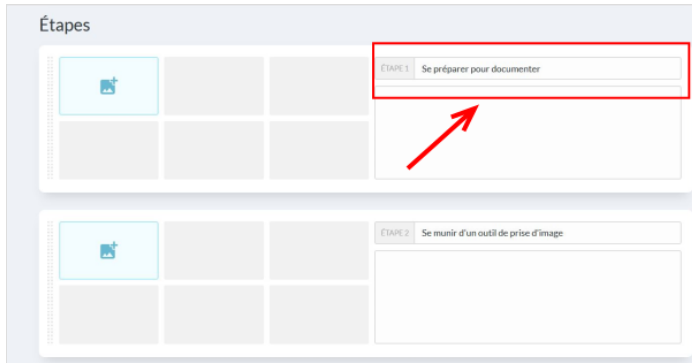 Étapes
ÉTAPE 1 Se préparer pour documenter
ÉTAPE 2 Se munir d'un outil de prise d'image